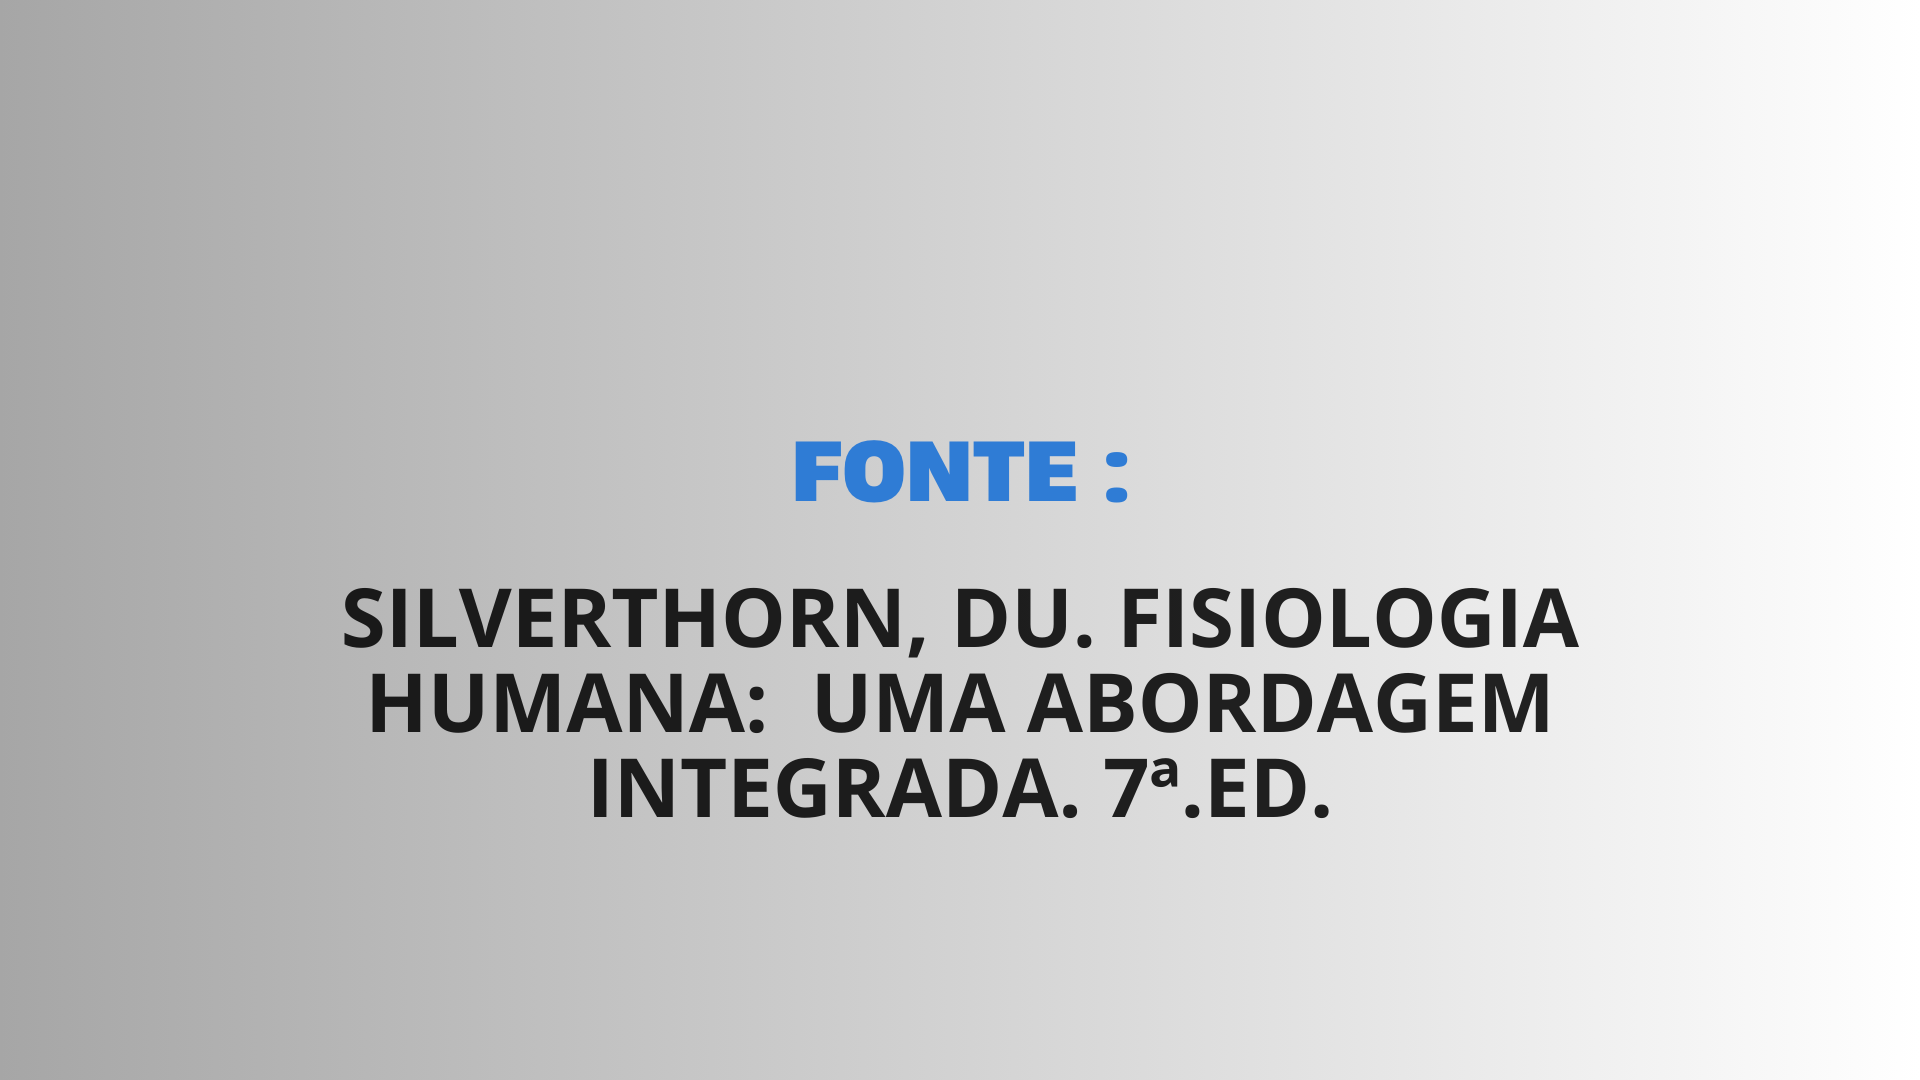 FONTE :
SILVERTHORN, DU. FISIOLOGIA
HUMANA:  UMA ABORDAGEM
INTEGRADA. 7ª.ED.